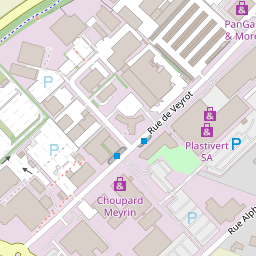 PanGa
& More
P
Rue de Veyrot
Plastivert
SA
P
P
Choupard
Meyrin
P
Rue Alph